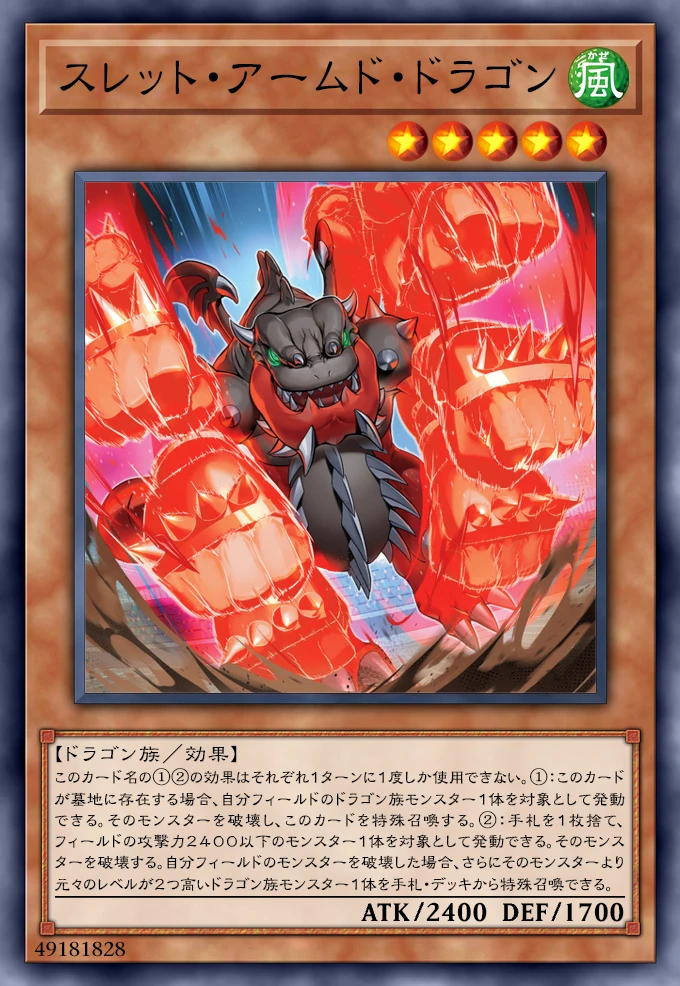 スレット・アームド・ドラゴン
かぜ
風
【ドラゴン族／効果】
このカード名の①②の効果はそれぞれ1ターンに1度しか使用できない。①：このカード
が墓地に存在する場合、自分フィールドのドラゴン族モンスター1体を対象として発動
できる。そのモンスターを破壊し、このカードを特殊召喚する。②：手札を1枚捨て、
フィールドの攻撃力2400以下のモンスター1体を対象として発動できる。そのモンス
ターを破壊する。自分フィールドのモンスターを破壊した場合、さらにそのモンスターより
元々のレベルが2つ高いドラゴン族モンスター1体を手札・デッキから特殊召喚できる。
ATK/2400 DEF/1700
49181828